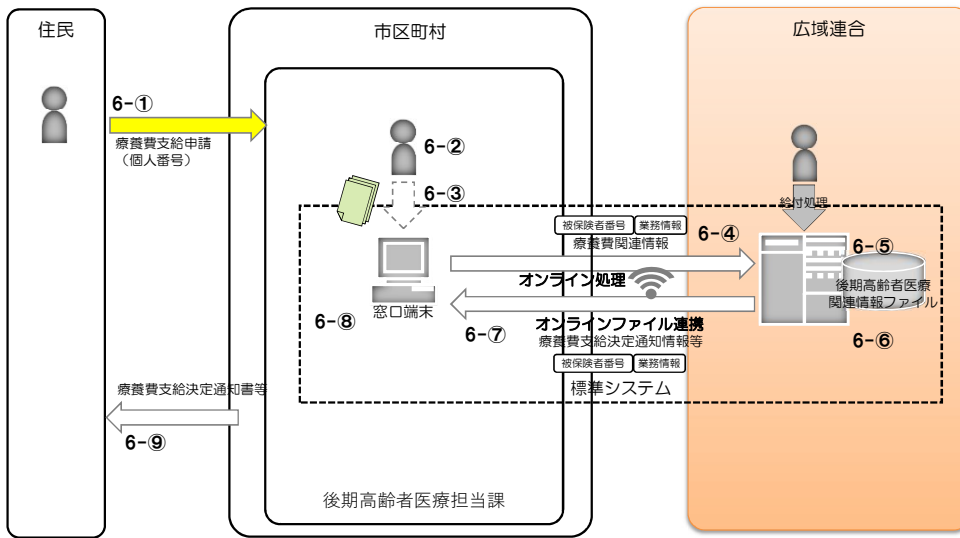 住民
市区町村
広域連合
6-①
療養費支給申請
（個人番号）
6-②
6-③
給付処理
被保険者番号 業務情報
療養費関連情報
6-④
6-⑤
オンライン処理
後期高齢者医療
関連情報ファイル
窓口端末
6-⑧
6-⑦
オンラインファイル連携
療養費支給決定通知情報等
6-⑥
被保険者番号 業務情報
標準システム
療養費支給決定通知書等
6-⑨
後期高齢者医療担当課